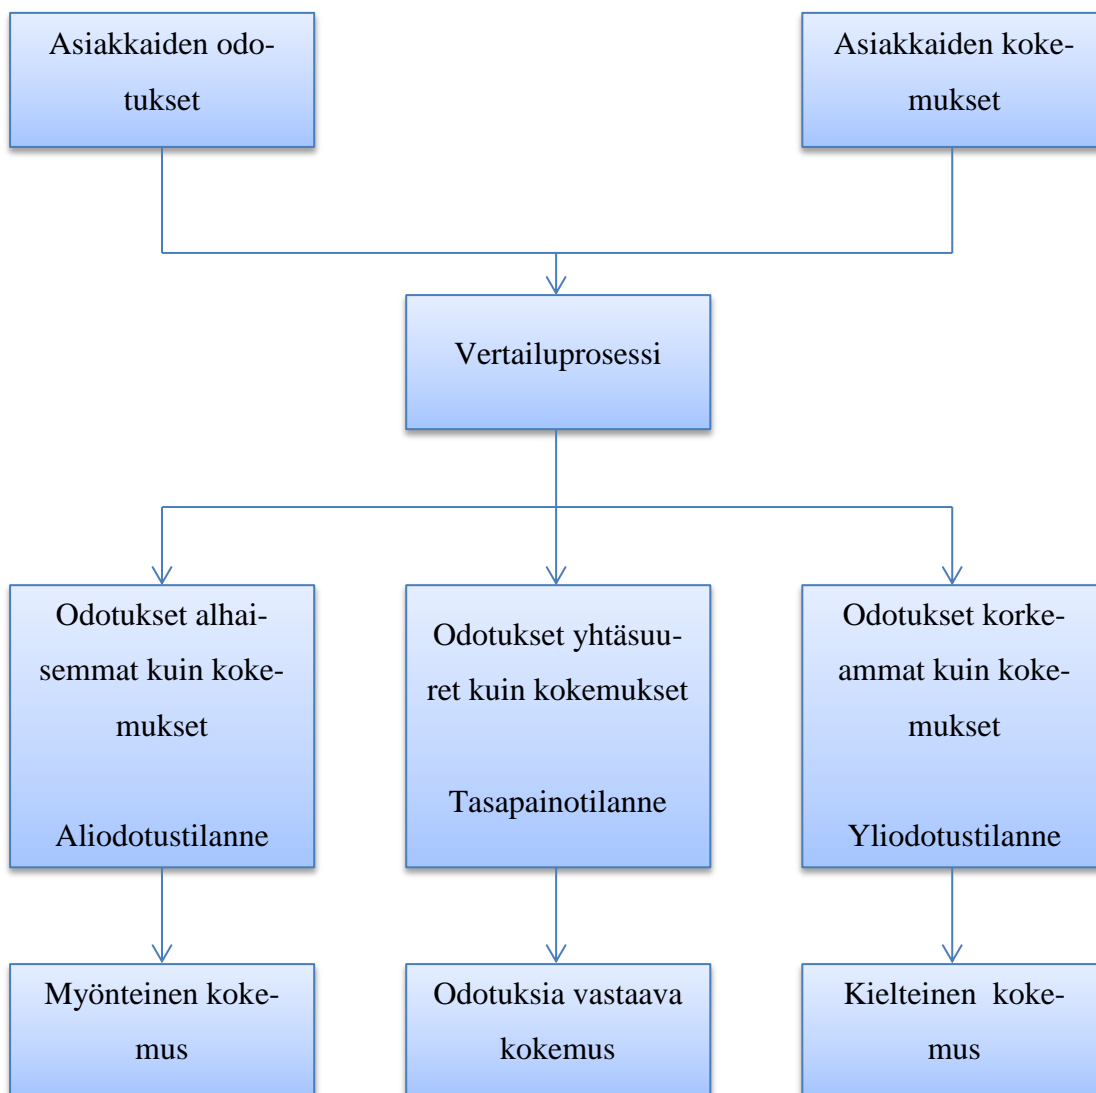 Asiakkaiden odo-
tukset
Asiakkaiden koke-
mukset
Vertailuprosessi
Odotukset alhai-
semmat kuin koke-
mukset
Aliodotustilanne
Odotukset yhtäsuu-
ret kuin kokemukset
Tasapainotilanne
Odotukset korke-
ammat kuin koke-
mukset
Yliodotustilanne
Myönteinen koke-
mus
Odotuksia vastaava
kokemus
Kielteinen  koke-
mus